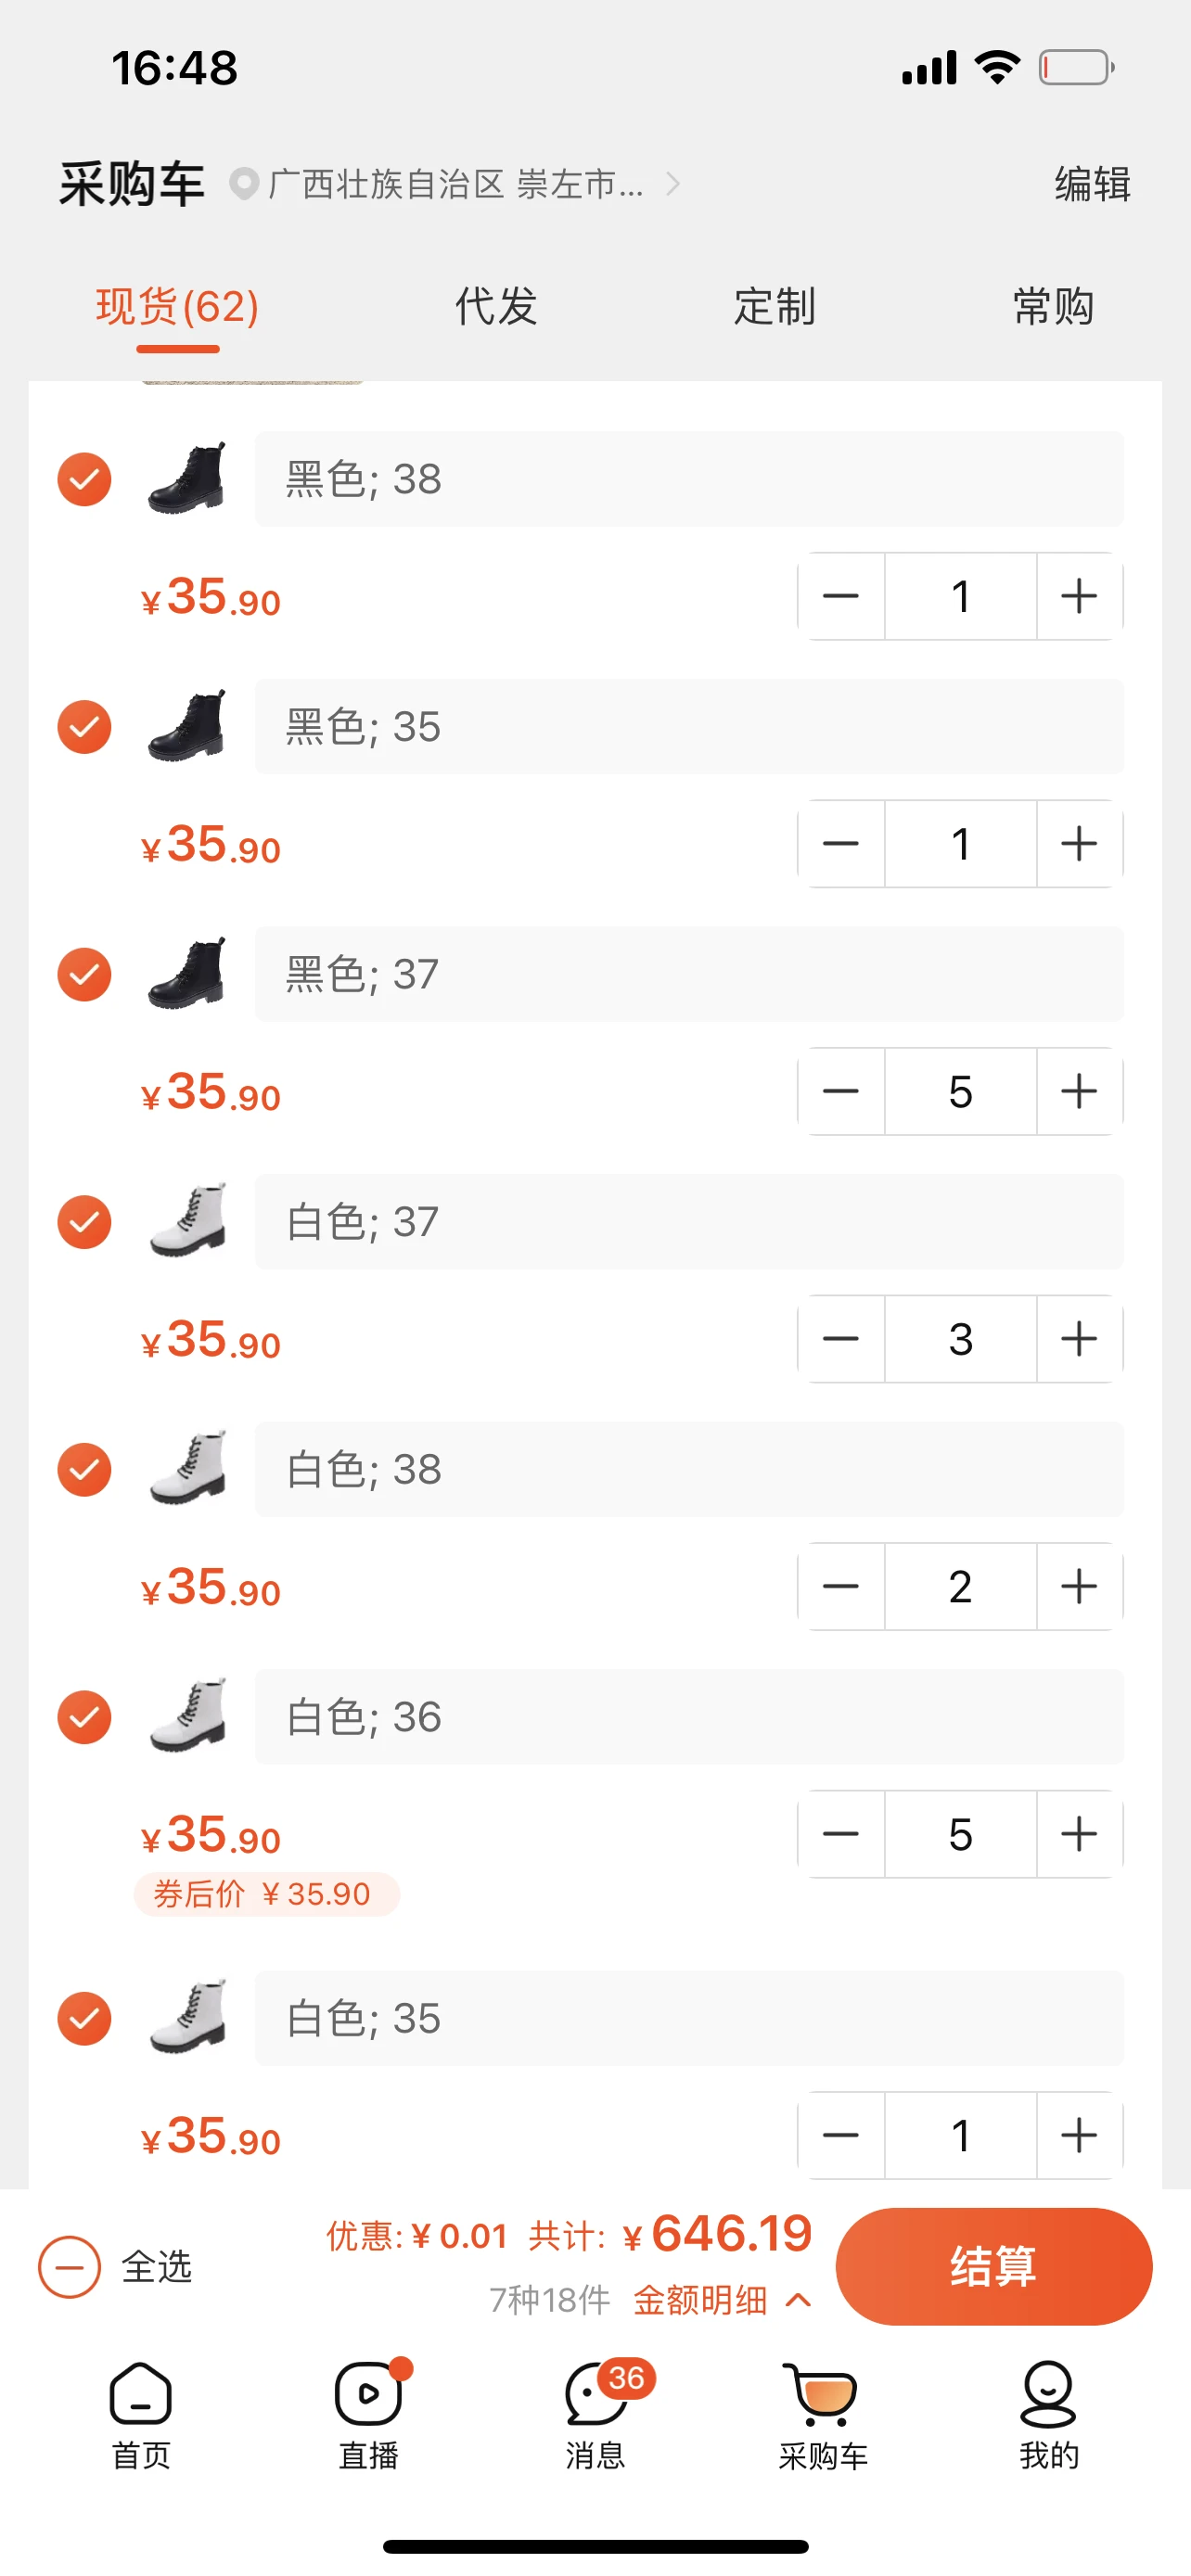 16:48
采购车 广西壮族自治区 崇左市... 编辑
现货(62) 代发 定制 常购
黑色; 38
¥35.90 1
黑色; 35
¥35.90 1
黑色; 37
¥35.90 5
白色; 37
¥35.90 3
白色; 38
¥35.90 2
白色; 36
¥35.90 5
券后价 ¥35.90
白色; 35
¥35.90 1
优惠: ¥0.01 共计: ¥646.19
全选 结算
7种18件 金额明细
36
首页 直播 消息 采购车 我的